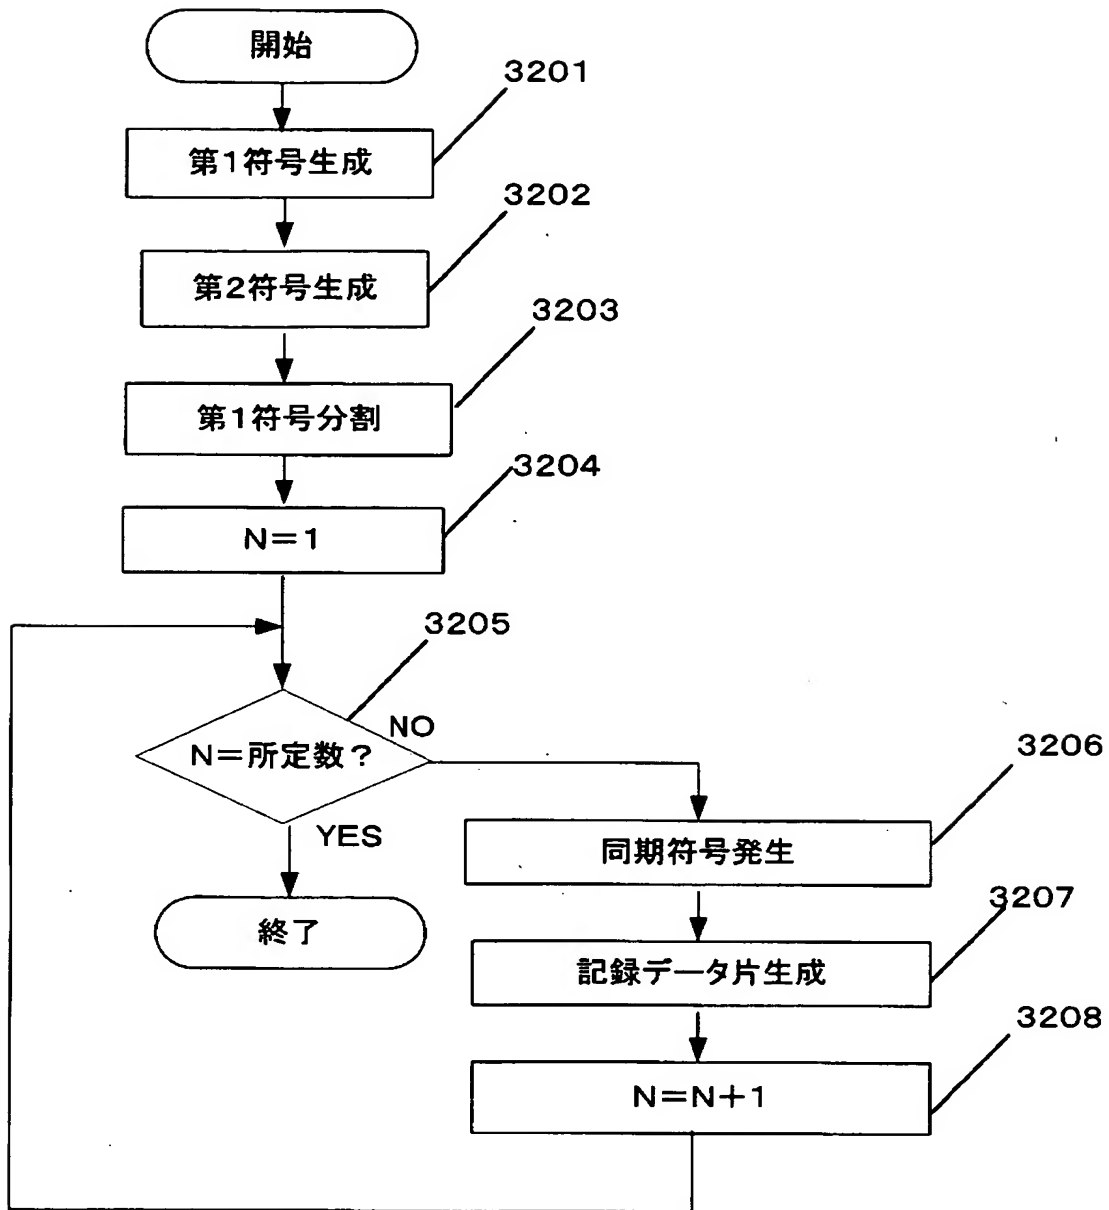 開始
3201
第1符号生成
3202
第2符号生成
3203
第1符号分割
3204
N=1
3205
N=所定数?
NO
YES
終了
3206
同期符号発生
3207
記録データ片生成
3208
N=N+1